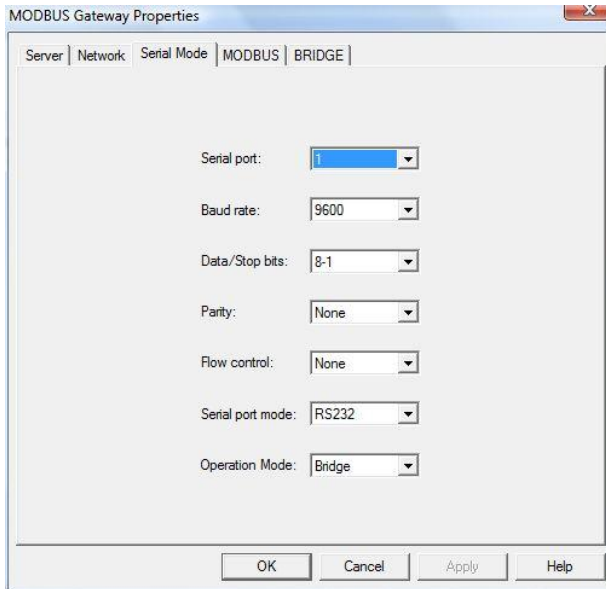 MODBUS Gateway Properties
Server Network Serial Mode MODBUS BRIDGE
Serial port: 1
Baud rate: 9600
Data/Stop bits: 8-1
Parity: None
Flow control: None
Serial port mode: RS232
Operation Mode: Bridge
OK Cancel Apply Help